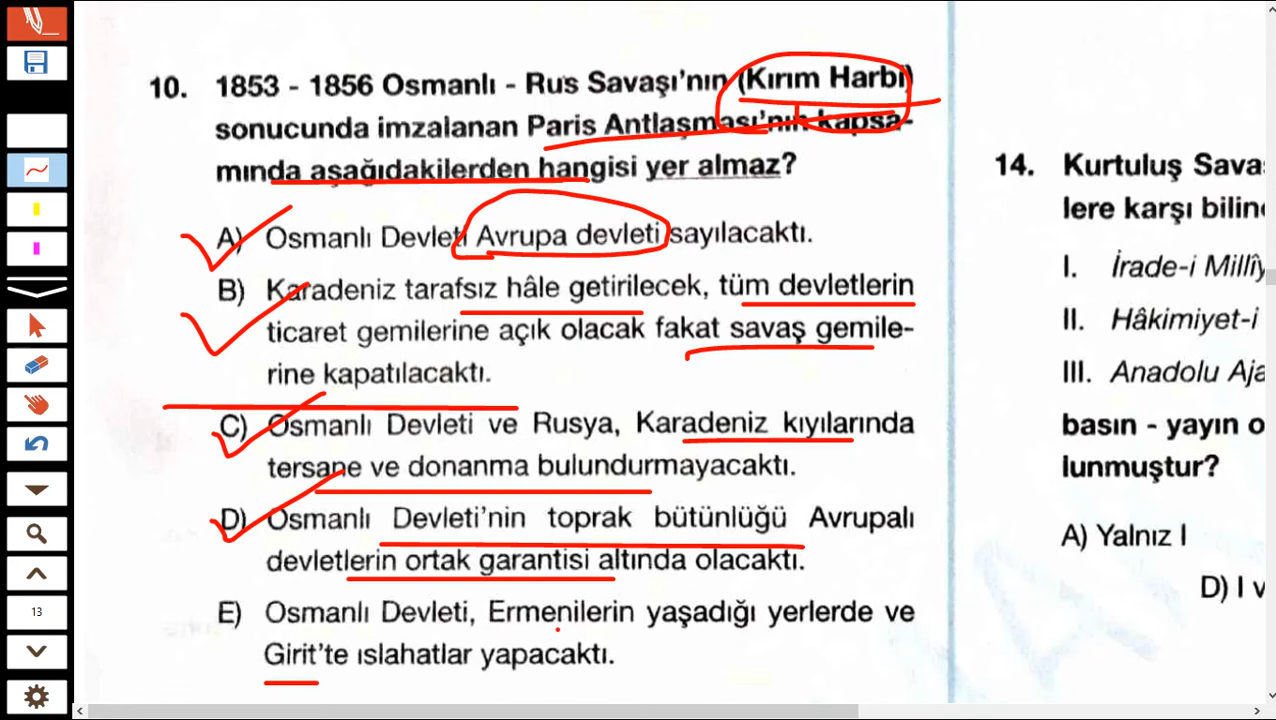 10. 1853 - 1856 Osmanlı - Rus Savaşı'nın (Kırım Harbi)
sonucunda imzalanan Paris Antlaşması'nın kapsa-
mında aşağıdakilerden hangisi yer almaz?
A) Osmanlı Devleti Avrupa devleti sayılacaktı.
B) Karadeniz tarafsız hâle getirilecek, tüm devletlerin
ticaret gemilerine açık olacak fakat savaş gemile-
rine kapatılacaktı.
C) Osmanlı Devleti ve Rusya, Karadeniz kıyılarında
tersane ve donanma bulundurmayacaktı.
D) Osmanlı Devleti'nin toprak bütünlüğü Avrupalı
devletlerin ortak garantisi altında olacaktı.
E) Osmanlı Devleti, Ermenilerin yaşadığı yerlerde ve
Girit'te ıslahatlar yapacaktı.
14. Kurtuluş Sava
lere karşı bilin
I. İrade-i Millîy
II. Hâkimiyet-i
III. Anadolu Aja
basın - yayın o
lunmuştur?
A) Yalnız I
D) I v
13